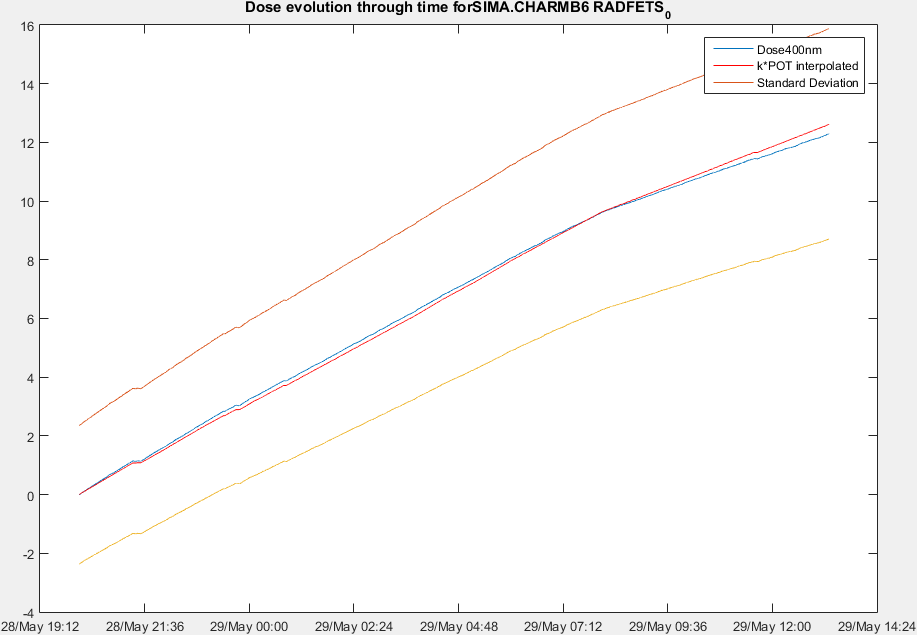 Dose evolution through time forSIMA.CHARMB6 RADFETS0
16
14
12
10
8
6
4
2
0
-2
-4
Dose400nm
k*POT interpolated
Standard Deviation
28/May 19:12 28/May 21:36 29/May 00:00 29/May 02:24 29/May 04:48 29/May 07:12 29/May 09:36 29/May 12:00 29/May 14:24